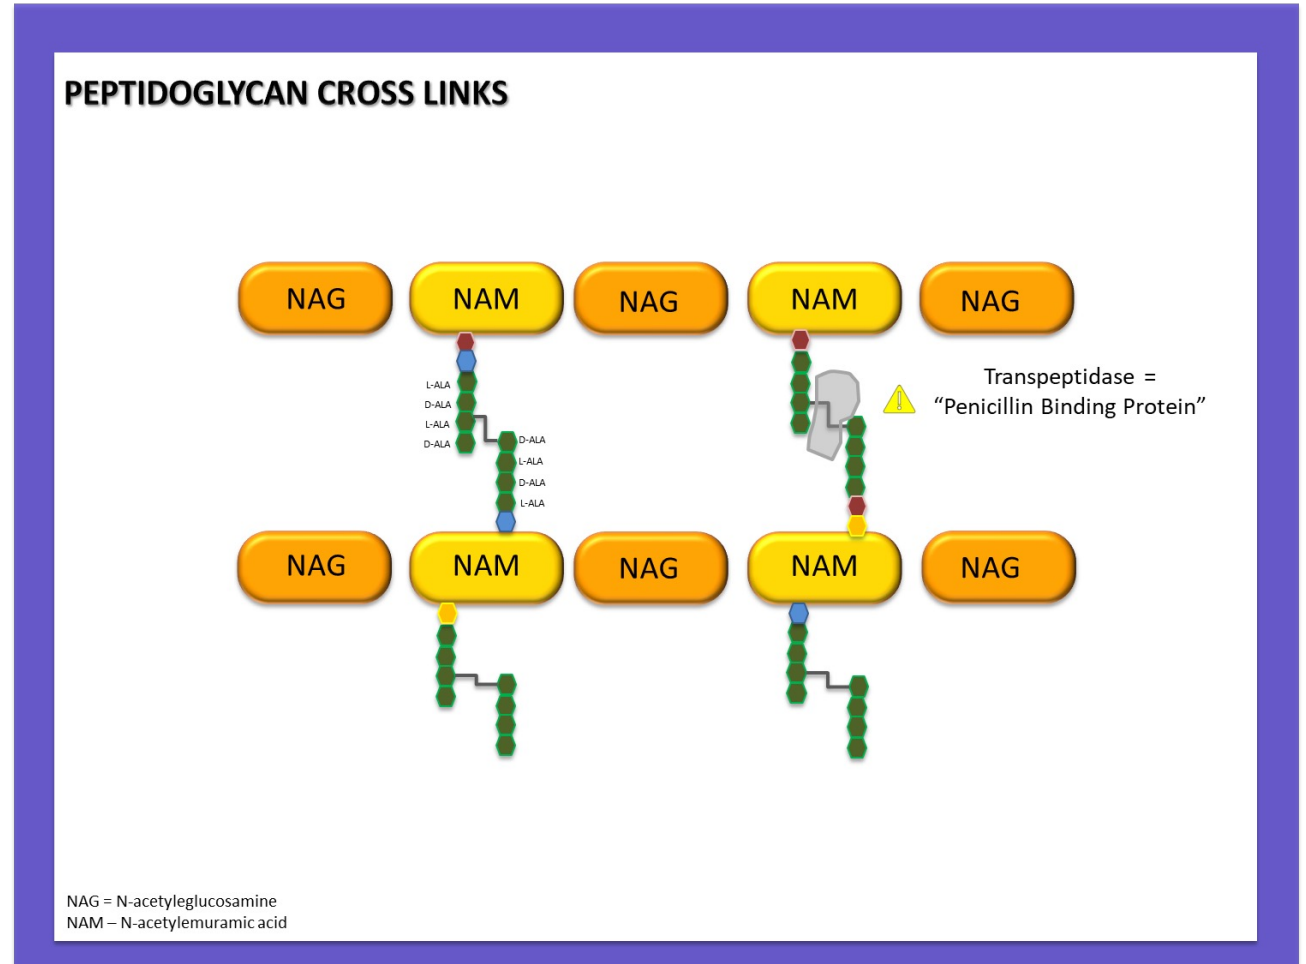 PEPTIDOGLYCAN CROSS LINKS
NAG
NAM
NAG
NAM
NAG
L-ALA
D-ALA
L-ALA
D-ALA
D-ALA
L-ALA
D-ALA
L-ALA
Transpeptidase =
“Penicillin Binding Protein”
NAG
NAM
NAG
NAM
NAG
NAG = N-acetyleglucosamine
NAM – N-acetylemuramic acid